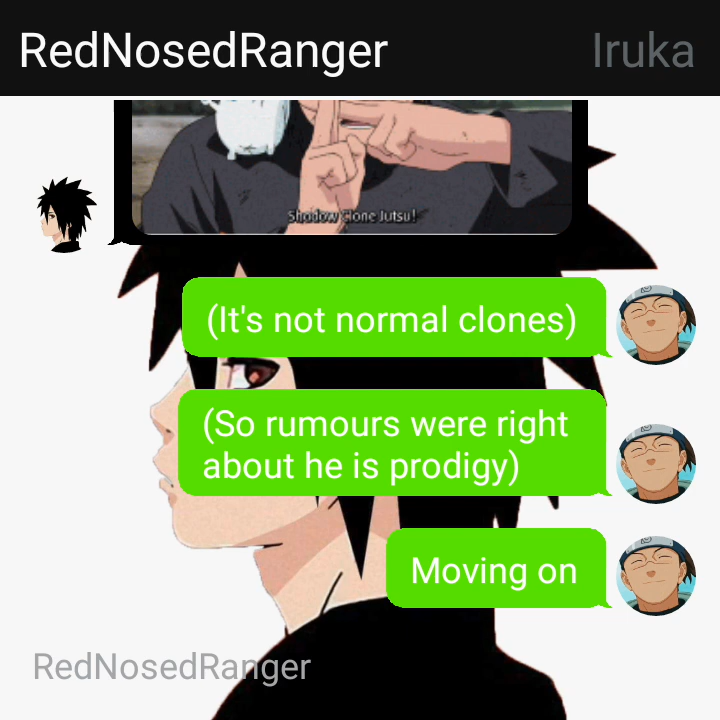 RedNosedRanger Iruka
Shadow Clone Jutsu!
(It's not normal clones)
(So rumours were right
about he is prodigy)
Moving on
RedNosedRanger